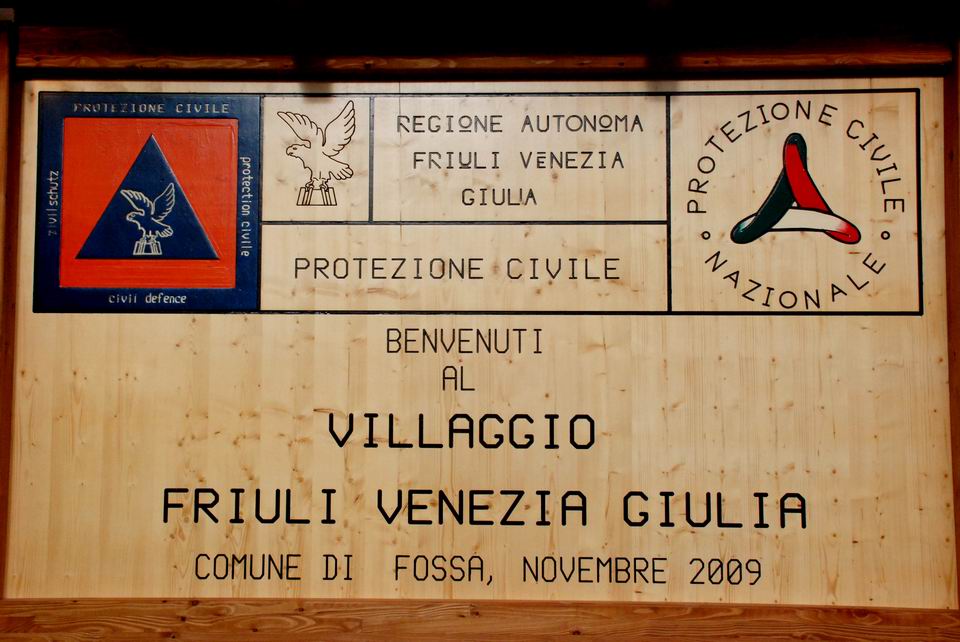 PROTEZIONE CIVILE
zivilschutz
protection civile
civil defence
REGIONE AUTONOMA
FRIULI VENEZIA
GIULIA
PROTEZIONE CIVILE
PROTEZIONE CIVILE
NAZIONALE
BENVENUTI
AL
VILLAGGIO
FRIULI VENEZIA GIULIA
COMUNE DI FOSSA, NOVEMBRE 2009